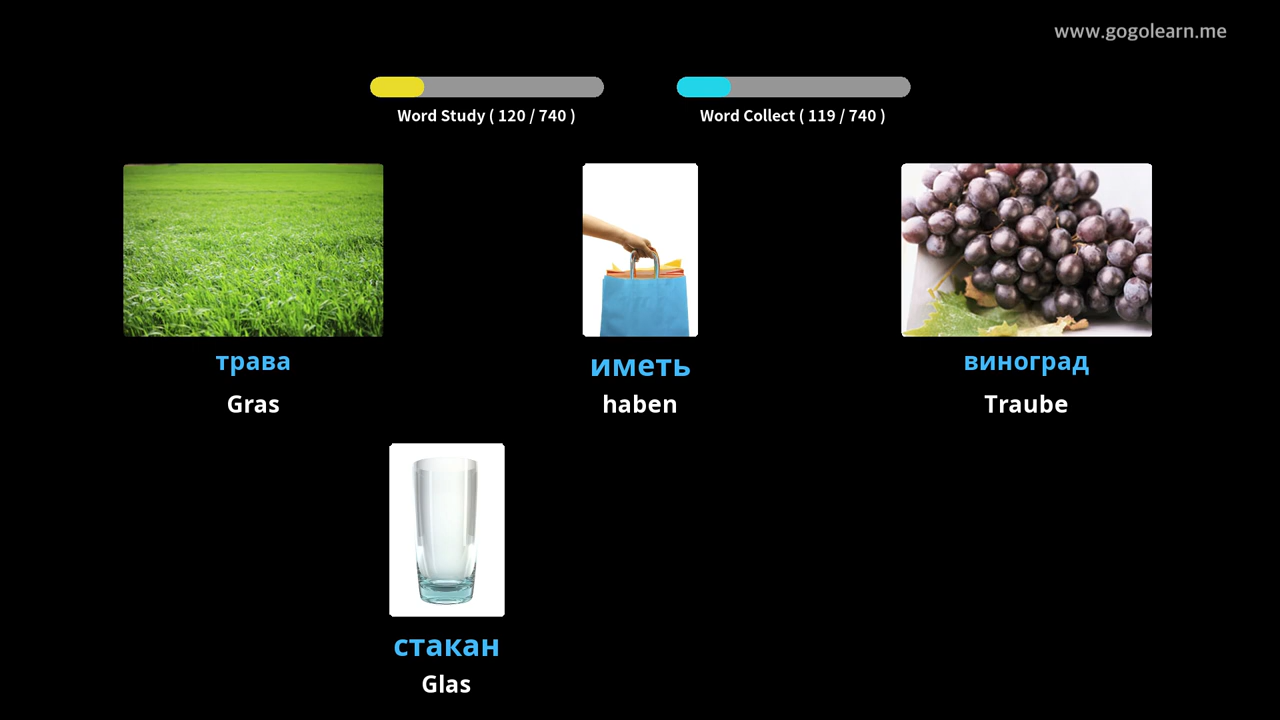 www.gogolearn.me
Word Study ( 120 / 740 )
Word Collect ( 119 / 740 )
трава
иметь
виноград
Gras
haben
Traube
стакан
Glas